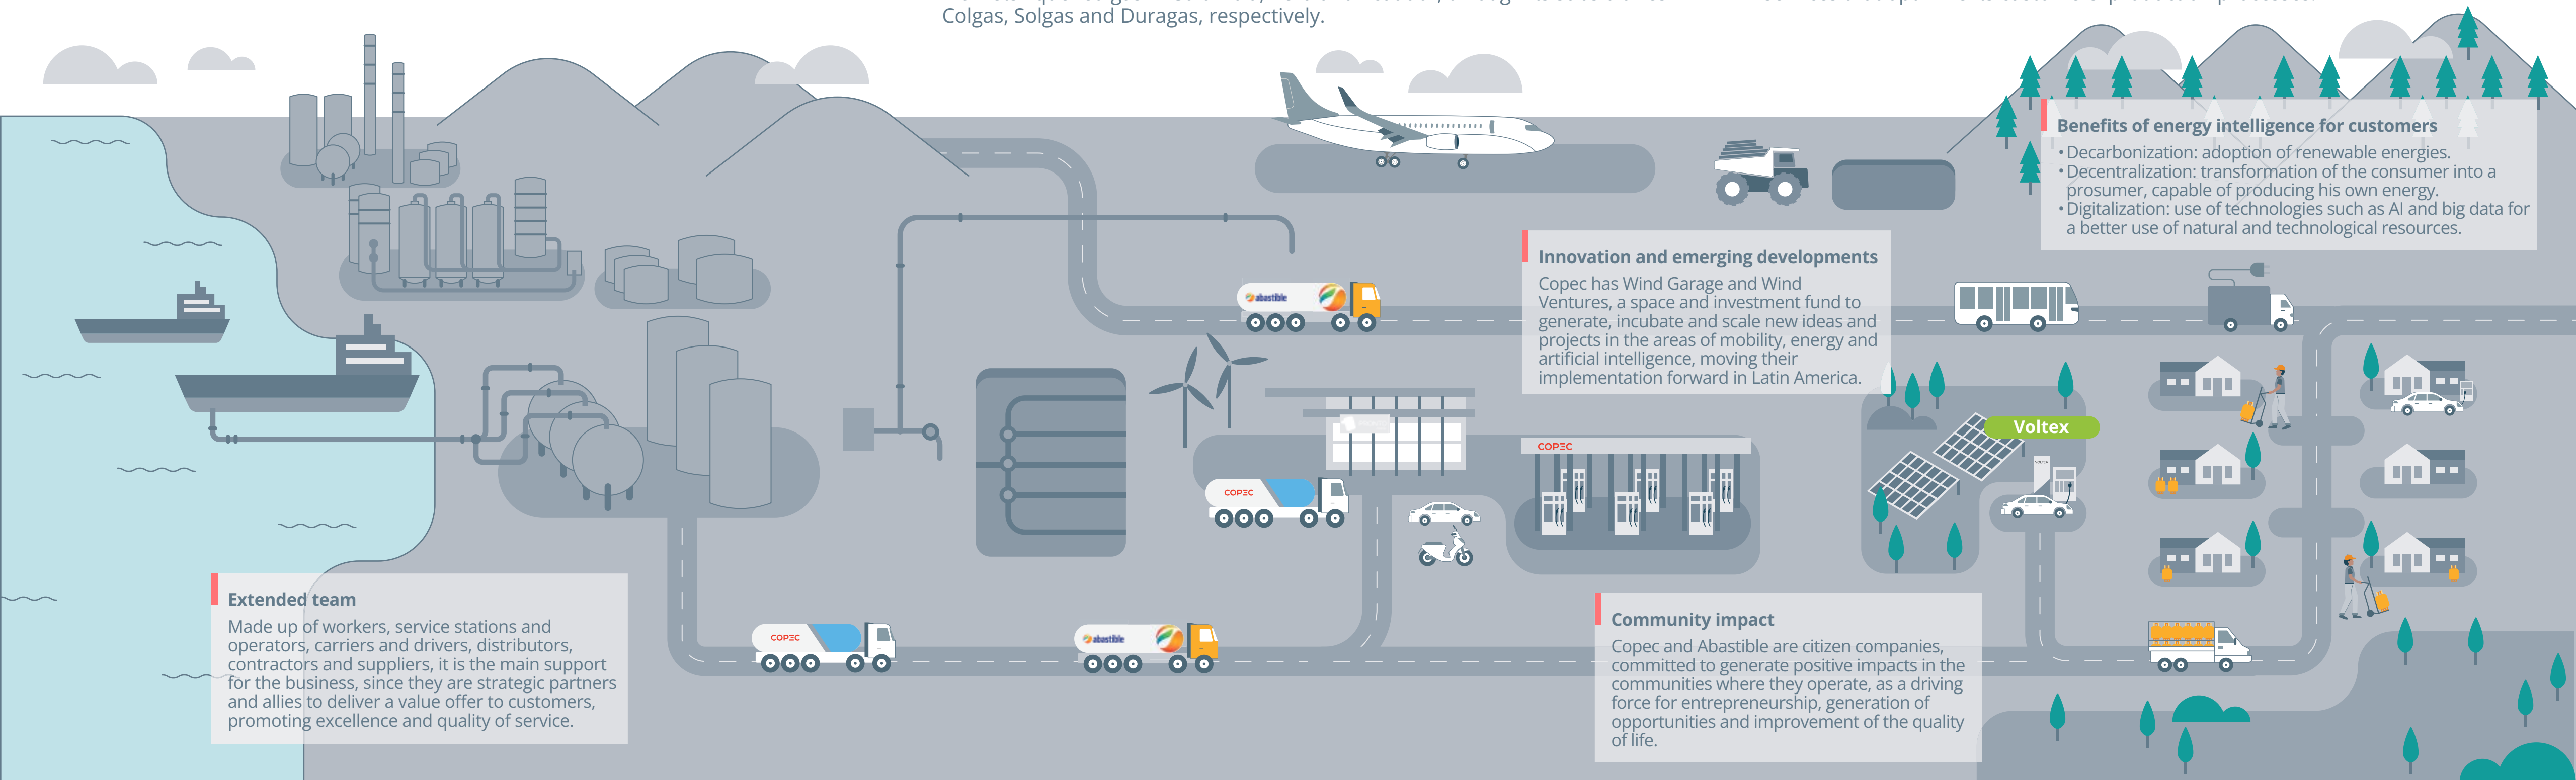 Colgas, Solgas and Duragas, respectively.
Benefits of energy intelligence for customers
• Decarbonization: adoption of renewable energies.
• Decentralization: transformation of the consumer into a
prosumer, capable of producing his own energy.
• Digitalization: use of technologies such as AI and big data for
a better use of natural and technological resources.
Innovation and emerging developments
Copec has Wind Garage and Wind
Ventures, a space and investment fund to
generate, incubate and scale new ideas and
projects in the areas of mobility, energy and
artificial intelligence, moving their
implementation forward in Latin America.
abastible
Voltex
COPEC
VOLTEX
COPEC
Extended team
Made up of workers, service stations and
operators, carriers and drivers, distributors,
contractors and suppliers, it is the main support
for the business, since they are strategic partners
and allies to deliver a value offer to customers,
promoting excellence and quality of service.
COPEC
abastible
Community impact
Copec and Abastible are citizen companies,
committed to generate positive impacts in the
communities where they operate, as a driving
force for entrepreneurship, generation of
opportunities and improvement of the quality
of life.